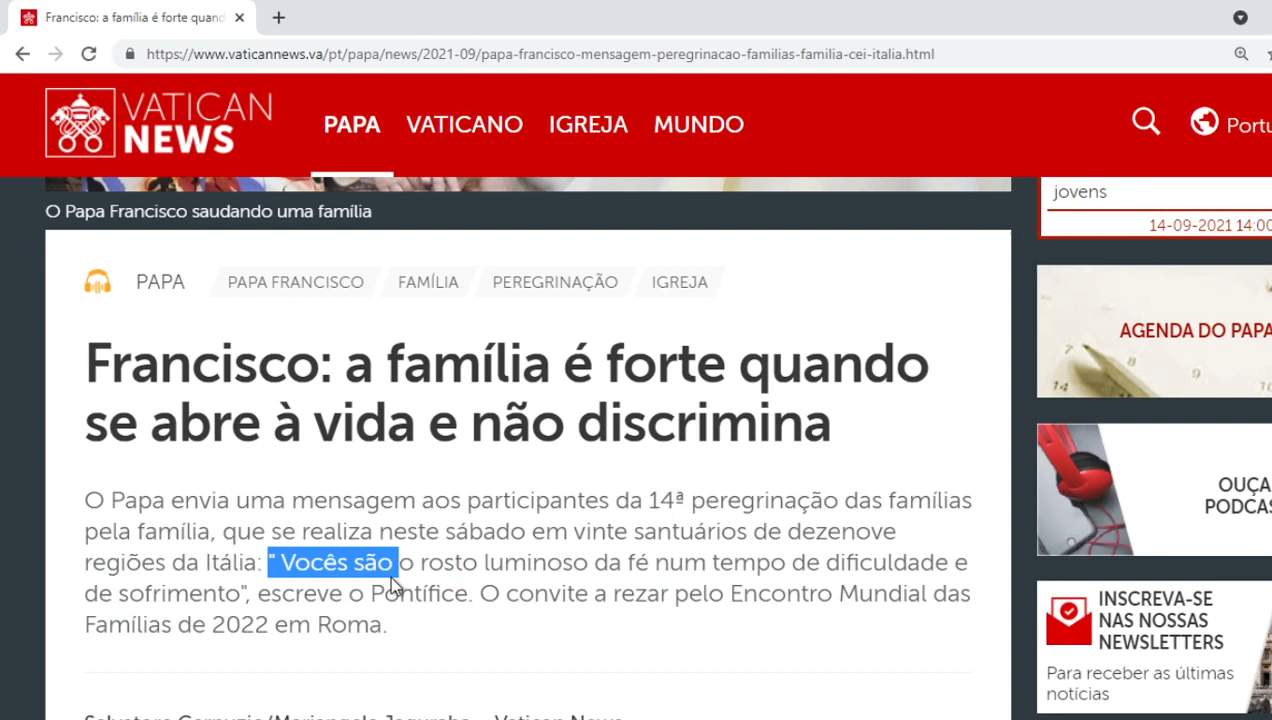 Francisco: a família é forte quand
https://www.vaticannews.va/pt/papa/news/2021-09/papa-francisco-mensagem-peregrinacao-familias-familia-cei-italia.html
VATICAN
NEWS
PAPA VATICANO IGREJA MUNDO
Portu
O Papa Francisco saudando uma família
jovens
14-09-2021 14:00
PAPA PAPA FRANCISCO FAMÍLIA PEREGRINAÇÃO IGREJA
Francisco: a família é forte quando
se abre à vida e não discrimina
O Papa envia uma mensagem aos participantes da 14ª peregrinação das famílias
pela família, que se realiza neste sábado em vinte santuários de dezenove
regiões da Itália: " Vocês são o rosto luminoso da fé num tempo de dificuldade e
de sofrimento", escreve o Pontífice. O convite a rezar pelo Encontro Mundial das
Famílias de 2022 em Roma.
AGENDA DO PAPA
7 8 9 14
OUÇA
PODCAS
INSCREVA-SE
NAS NOSSAS
NEWSLETTERS
Para receber as últimas
notícias